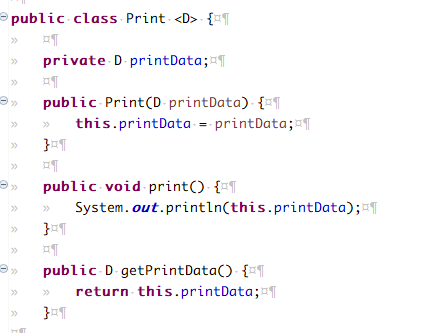 public class Print <D> {
private D printData;
public Print(D printData) {
this.printData = printData;
}
public void print() {
System.out.println(this.printData);
}
public D getPrintData() {
return this.printData;
}